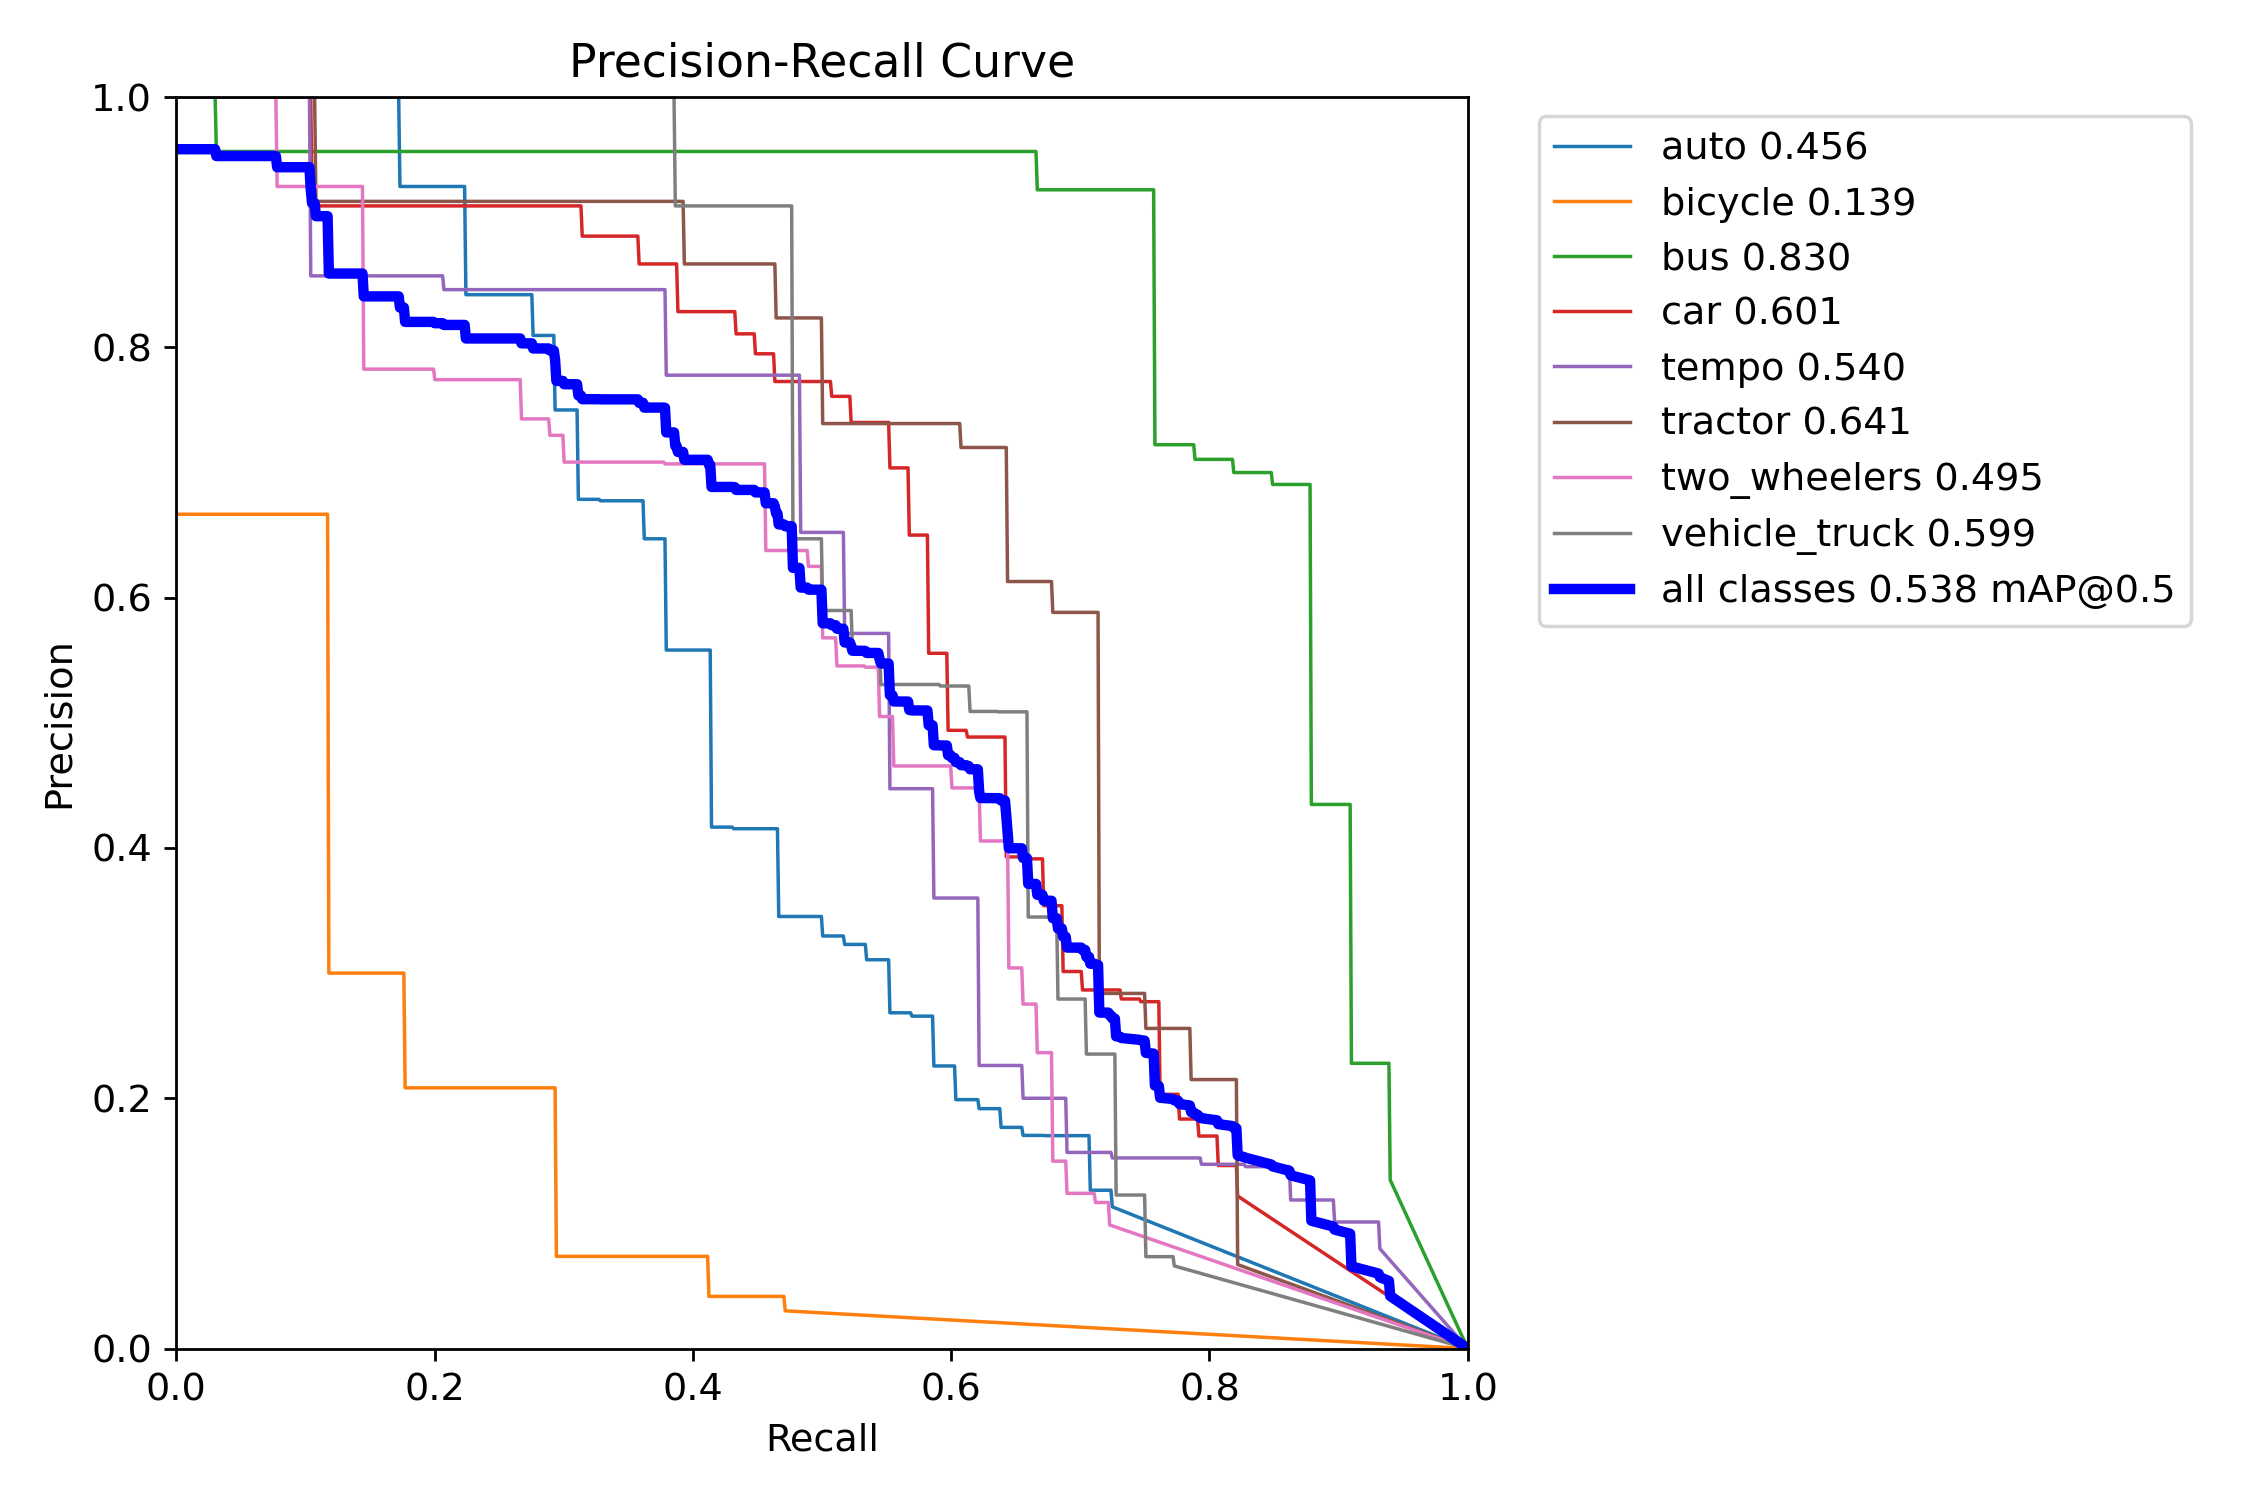 Precision-Recall Curve
1.0
0.8
0.6
0.4
0.2
0.0
Precision
0.0 0.2 0.4 0.6 0.8 1.0
Recall
auto 0.456
bicycle 0.139
bus 0.830
car 0.601
tempo 0.540
tractor 0.641
two_wheelers 0.495
vehicle_truck 0.599
all classes 0.538 mAP@0.5